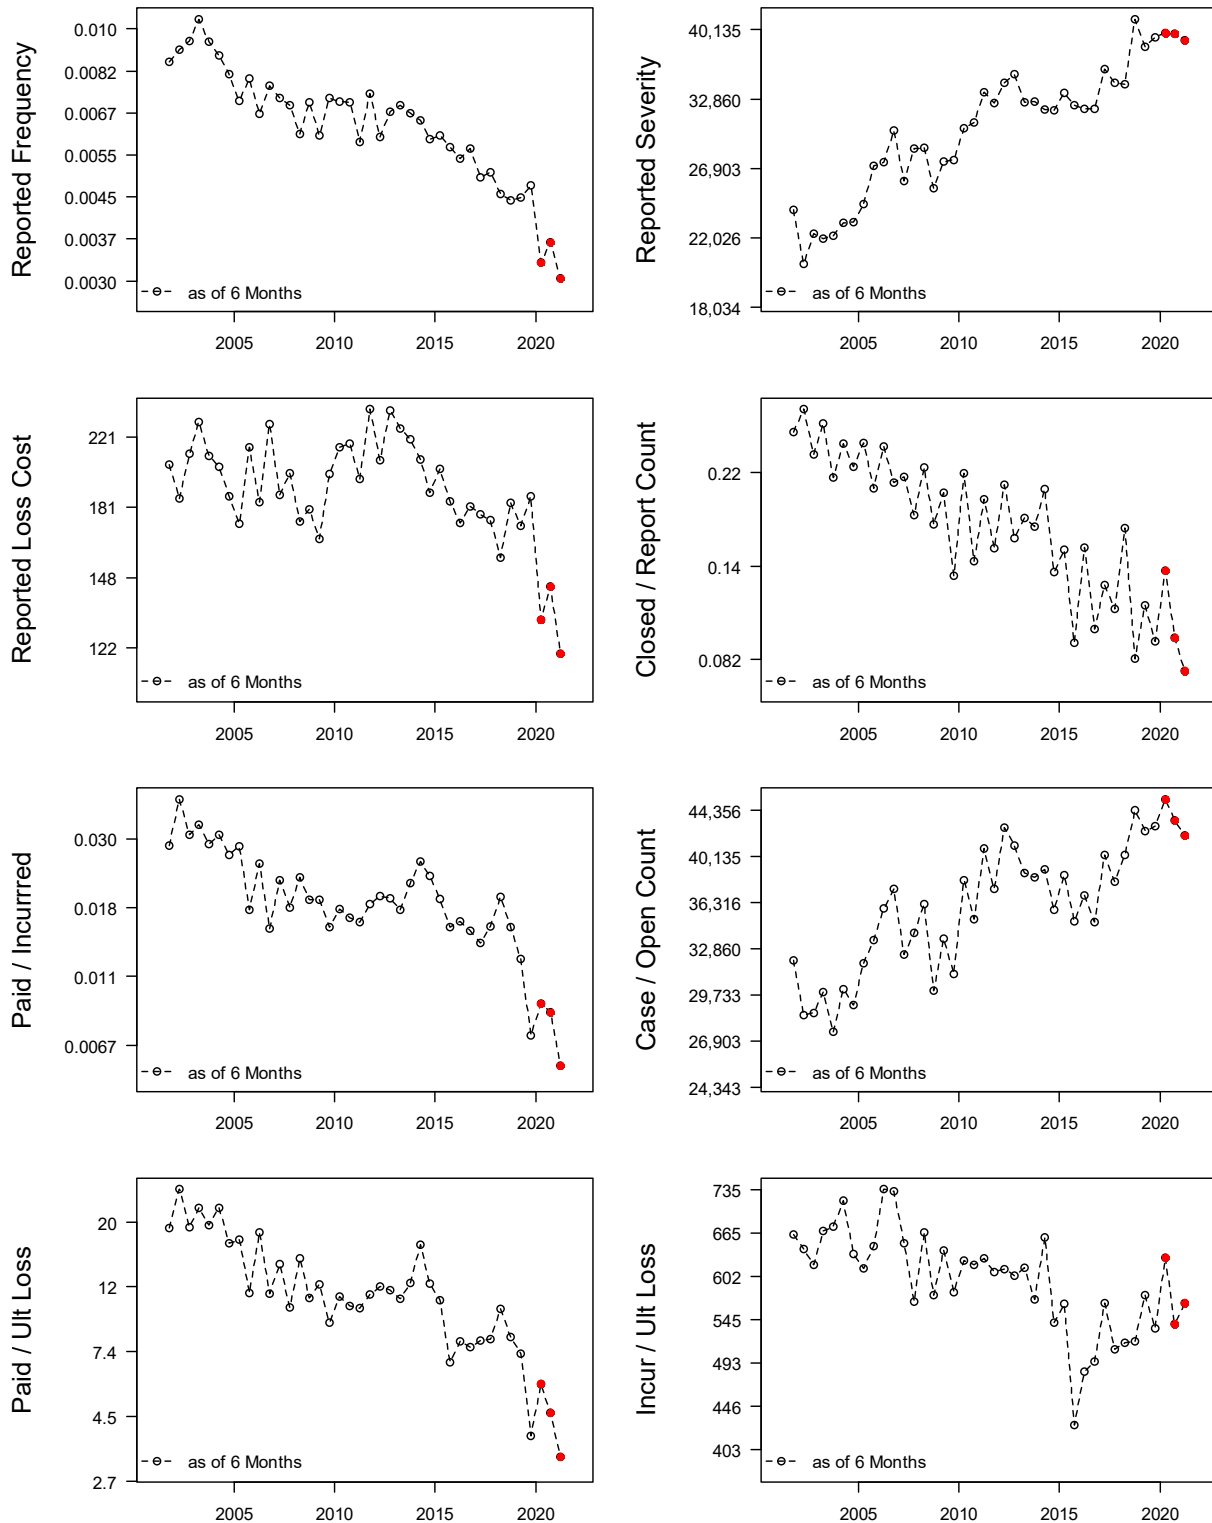 Reported Frequency
0.010
0.0082
0.0067
0.0055
0.0045
0.0037
0.0030
as of 6 Months
2005 2010 2015 2020
Reported Severity
40,135
32,860
26,903
22,026
18,034
as of 6 Months
2005 2010 2015 2020
Reported Loss Cost
221
181
148
122
as of 6 Months
2005 2010 2015 2020
Closed / Report Count
0.22
0.14
0.082
as of 6 Months
2005 2010 2015 2020
Paid / Incurrred
0.030
0.018
0.011
0.0067
as of 6 Months
2005 2010 2015 2020
Case / Open Count
44,356
40,135
36,316
32,860
29,733
26,903
24,343
as of 6 Months
2005 2010 2015 2020
Paid / Ult Loss
20
12
7.4
4.5
2.7
as of 6 Months
2005 2010 2015 2020
Incur / Ult Loss
735
665
602
545
493
446
403
as of 6 Months
2005 2010 2015 2020